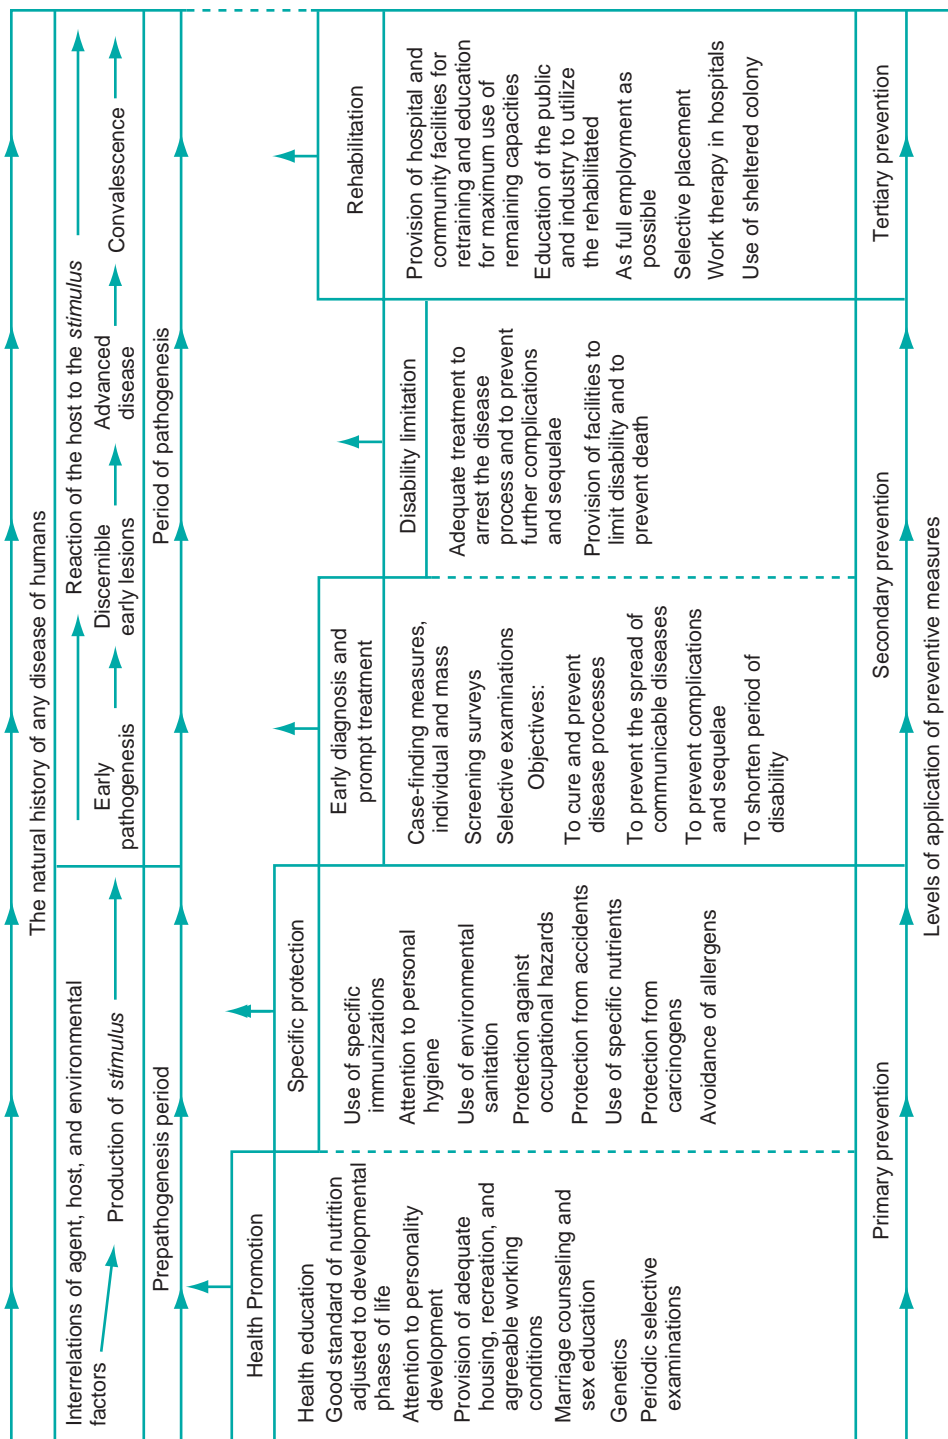 The natural history of any disease of humans
Interrelations of agent, host, and environmental
factors
Production of stimulus
Reaction of the host to the stimulus
Early
pathogenesis
Discernible
early lesions
Advanced
disease
Convalescence
Prepathogenesis period
Period of pathogenesis
Health Promotion
Health education
Good standard of nutrition
adjusted to developmental
phases of life
Attention to personality
development
Provision of adequate
housing, recreation, and
agreeable working
conditions
Marriage counseling and
sex education
Genetics
Periodic selective
examinations
Specific protection
Use of specific
immunizations
Attention to personal
hygiene
Use of environmental
sanitation
Protection against
occupational hazards
Protection from accidents
Use of specific nutrients
Protection from
carcinogens
Avoidance of allergens
Early diagnosis and
prompt treatment
Case-finding measures,
individual and mass
Screening surveys
Selective examinations
Objectives:
To cure and prevent
disease processes
To prevent the spread of
communicable diseases
To prevent complications
and sequelae
To shorten period of
disability
Disability limitation
Adequate treatment to
arrest the disease
process and to prevent
further complications
and sequelae
Provision of facilities to
limit disability and to
prevent death
Rehabilitation
Provision of hospital and
community facilities for
retraining and education
for maximum use of
remaining capacities
Education of the public
and industry to utilize
the rehabilitated
As full employment as
possible
Selective placement
Work therapy in hospitals
Use of sheltered colony
Primary prevention
Secondary prevention
Tertiary prevention
Levels of application of preventive measures